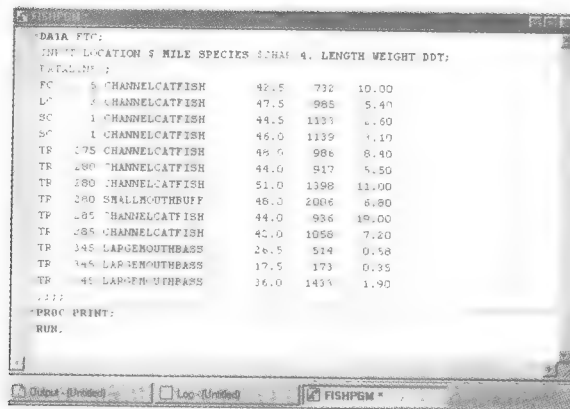 FISHPGM *
DATA
LOCATION $ MILE SPECIES LENGTH WEIGHT DDT;
FC 5 CHANNELCATFISH 42.5 732 10.00
CHANNELCATFISH 47.5 985 5.40
SC 1 CHANNELCATFISH 44.5 1133 2.60
SC 1 CHANNELCATFISH 46.0 1139 3.10
TR 275 CHANNELCATFISH 986 8.40
TR 280 CHANNELCATFISH 44.0 917 5.50
TR 280 CHANNELCATFISH 51.0 1398 11.00
TR 280 SMALLMOUTHBUFF 48.0 2006 6.80
TR 285 CHANNELCATFISH 44.0 936 19.00
TR 285 CHANNELCATFISH 1058 7.20
TR 345 LARGEMOUTHBASS 26.5 514 0.58
TR 345 LARGEMOUTHBASS 17.5 173 0.35
TR LARGEMOUTHBASS 36.0 1433 1.90
;;;;
PROC PRINT;
RUN.
Output - (Untitled) Log - (Untitled) FISHPGM *